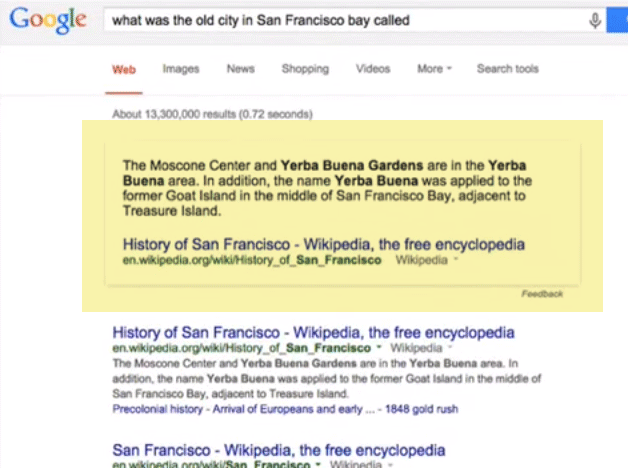 Google
what was the old city in San Francisco bay called
Web Images News Shopping Videos More Search tools
About 13,300,000 results (0.72 seconds)
The Moscone Center and Yerba Buena Gardens are in the Yerba
Buena area. In addition, the name Yerba Buena was applied to the
former Goat Island in the middle of San Francisco Bay, adjacent to
Treasure Island.
History of San Francisco - Wikipedia, the free encyclopedia
en.wikipedia.org/wiki/History_of_San_Francisco Wikipedia
Feedback
History of San Francisco - Wikipedia, the free encyclopedia
en.wikipedia.org/wiki/History_of_San_Francisco Wikipedia
The Moscone Center and Yerba Buena Gardens are in the Yerba Buena area. In
addition, the name Yerba Buena was applied to the former Goat Island in the middle of
San Francisco Bay, adjacent to Treasure Island.
Precolonial history - Arrival of Europeans and early ... - 1848 gold rush
San Francisco - Wikipedia, the free encyclopedia
en.wikipedia.org/wiki/San_Francisco Wikipedia